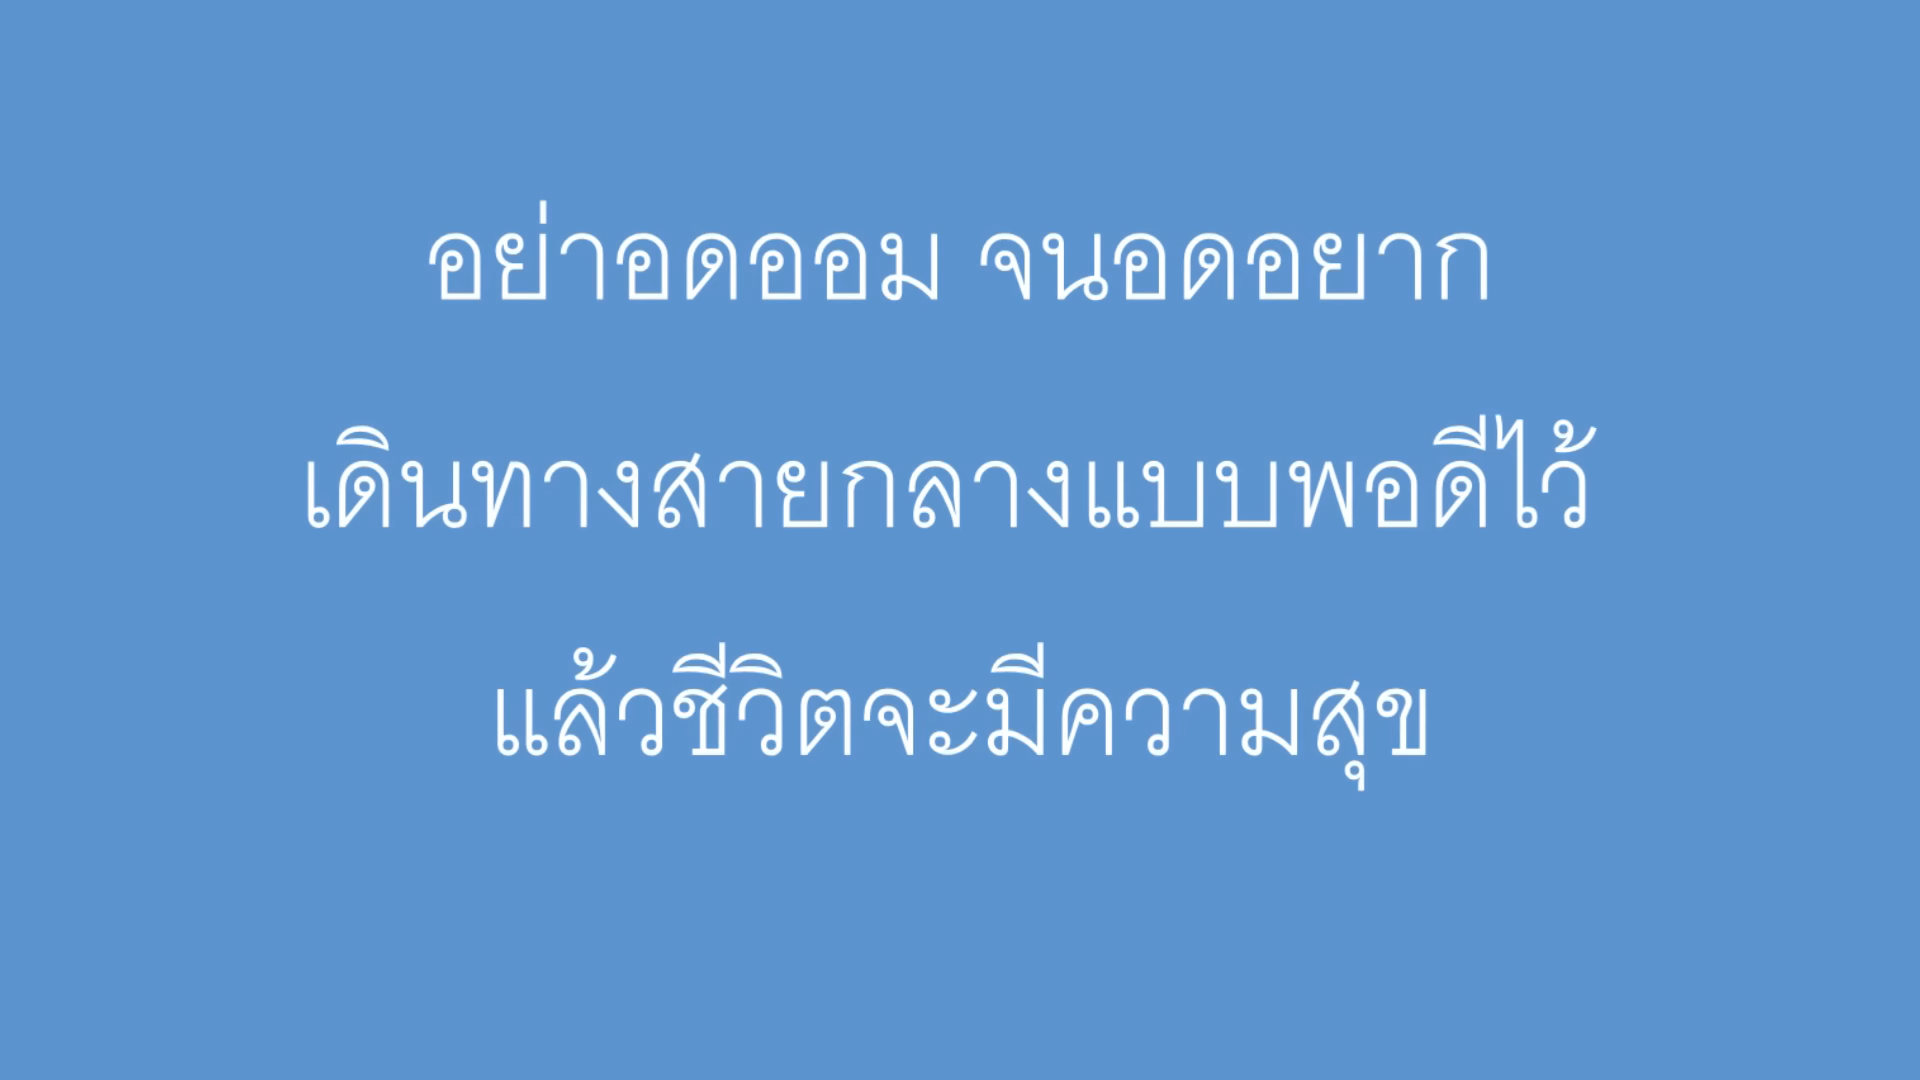 อย่าอดออม จนอดอยาก
เดินทางสายกลางแบบพอดีไว้
แล้วชีวิตจะมีความสุข